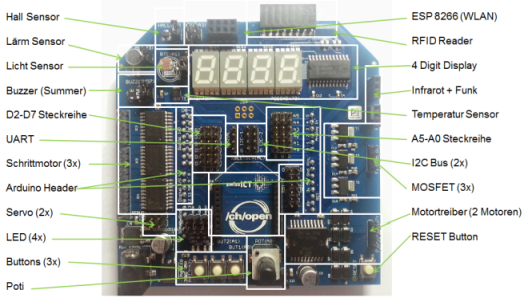 Hall Sensor
Lärm Sensor
Licht Sensor
Buzzer (Summer)
D2-D7 Steckreihe
UART
Schrittmotor (3x)
Arduino Header
Servo (2x)
LED (4x)
Buttons (3x)
Poti
ESP 8266 (WLAN)
RFID Reader
4 Digit Display
Infrarot + Funk
Temperatur Sensor
A5-A0 Steckreihe
I2C Bus (2x)
MOSFET (3x)
Motortreiber (2 Motoren)
RESET Button
8888
ICT
/ch/open